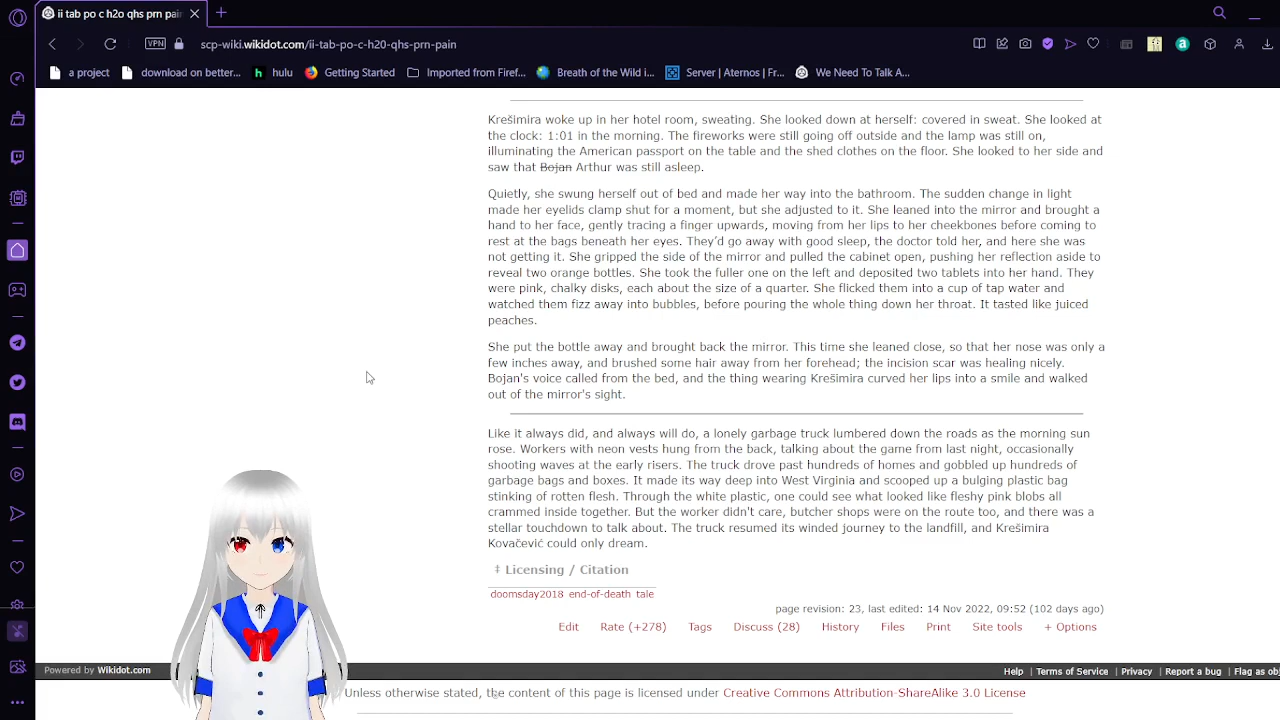 ii tab po c h2o qhs prn pain
VPN
scp-wiki.wikidot.com/ii-tab-po-c-h20-qhs-prn-pain
a project
download on better...
hulu
Getting Started
Imported from Firef...
Breath of the Wild i...
Server | Aternos | Fr...
We Need To Talk A...
Krešimira woke up in her hotel room, sweating. She looked down at herself: covered in sweat. She looked at
the clock: 1:01 in the morning. The fireworks were still going off outside and the lamp was still on,
illuminating the American passport on the table and the shed clothes on the floor. She looked to her side and
saw that Bojan Arthur was still asleep.
Quietly, she swung herself out of bed and made her way into the bathroom. The sudden change in light
made her eyelids clamp shut for a moment, but she adjusted to it. She leaned into the mirror and brought a
hand to her face, gently tracing a finger upwards, moving from her lips to her cheekbones before coming to
rest at the bags beneath her eyes. They'd go away with good sleep, the doctor told her, and here she was
not getting it. She gripped the side of the mirror and pulled the cabinet open, pushing her reflection aside to
reveal two orange bottles. She took the fuller one on the left and deposited two tablets into her hand. They
were pink, chalky disks, each about the size of a quarter. She flicked them into a cup of tap water and
watched them fizz away into bubbles, before pouring the whole thing down her throat. It tasted like juiced
peaches.
She put the bottle away and brought back the mirror. This time she leaned close, so that her nose was only a
few inches away, and brushed some hair away from her forehead; the incision scar was healing nicely.
Bojan's voice called from the bed, and the thing wearing Krešimira curved her lips into a smile and walked
out of the mirror's sight.
Like it always did, and always will do, a lonely garbage truck lumbered down the roads as the morning sun
rose. Workers with neon vests hung from the back, talking about the game from last night, occasionally
shooting waves at the early risers. The truck drove past hundreds of homes and gobbled up hundreds of
garbage bags and boxes. It made its way deep into West Virginia and scooped up a bulging plastic bag
stinking of rotten flesh. Through the white plastic, one could see what looked like fleshy pink blobs all
crammed inside together. But the worker didn't care, butcher shops were on the route too, and there was a
stellar touchdown to talk about. The truck resumed its winded journey to the landfill, and Krešimira
Kovačević could only dream.
‡ Licensing / Citation
doomsday2018 end-of-death tale
page revision: 23, last edited: 14 Nov 2022, 09:52 (102 days ago)
Edit Rate (+278) Tags Discuss (28) History Files Print Site tools + Options
Powered by Wikidot.com
Help | Terms of Service | Privacy | Report a bug | Flag as obj
Unless otherwise stated, the content of this page is licensed under Creative Commons Attribution-ShareAlike 3.0 License